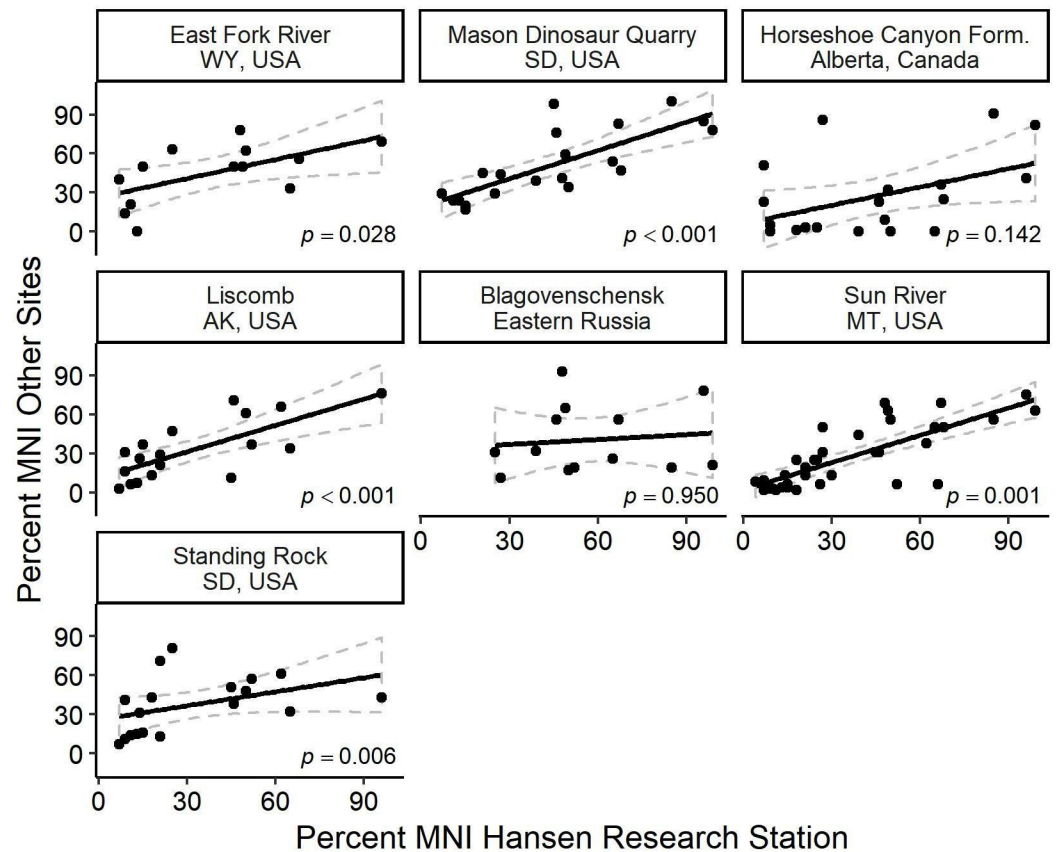 East Fork River
WY, USA
Mason Dinosaur Quarry
SD, USA
Horseshoe Canyon Form.
Alberta, Canada
90
60
30
0
p = 0.028
p < 0.001
p = 0.142
Liscomb
AK, USA
Blagovenschensk
Eastern Russia
Sun River
MT, USA
90
60
30
0
p < 0.001
p = 0.950
p = 0.001
0 30 60 90
0 30 60 90
Standing Rock
SD, USA
90
60
30
0
p = 0.006
0 30 60 90
Percent MNI Other Sites
Percent MNI Hansen Research Station